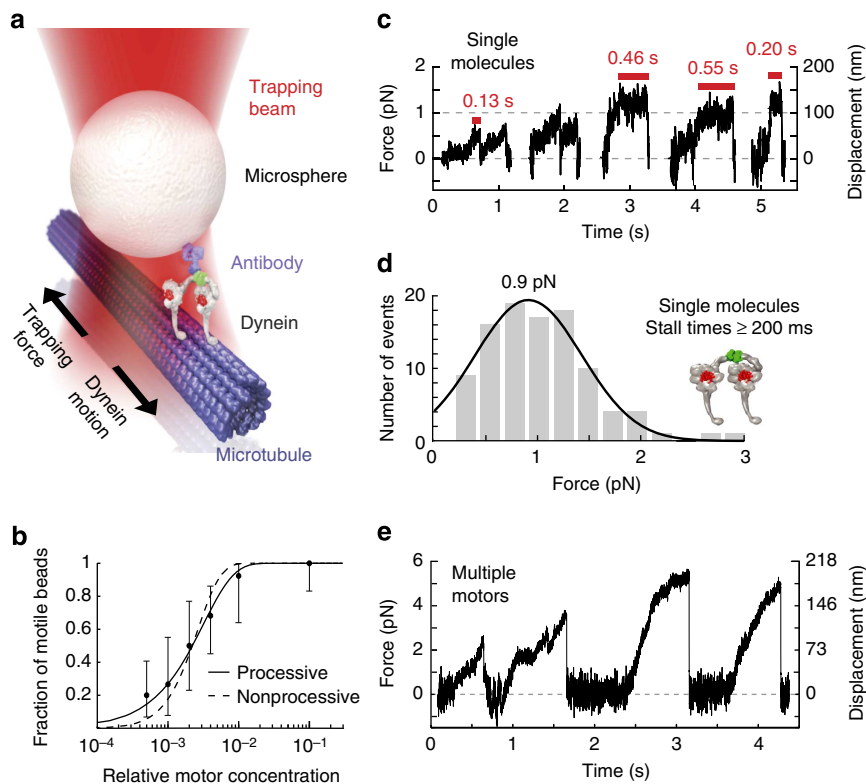 a
Trapping
beam
Microsphere
Antibody
Dynein
Trapping
force
Dynein
motion
Microtubule
b
Fraction of motile beads
1
0.8
0.6
0.4
0.2
Processive
Nonprocessive
10⁻⁴ 10⁻³ 10⁻² 10⁻¹
Relative motor concentration
c
Single
molecules
0.13 s
0.46 s
0.55 s
0.20 s
Force (pN)
2
1
0
Displacement (nm)
200
100
0
0 1 2 3 4 5
Time (s)
d
0.9 pN
Single molecules
Stall times ≥ 200 ms
Number of events
20
10
0
0 1 2 3
Force (pN)
e
Multiple
motors
Force (pN)
6
4
2
0
Displacement (nm)
218
146
73
0
0 1 2 3 4
Time (s)